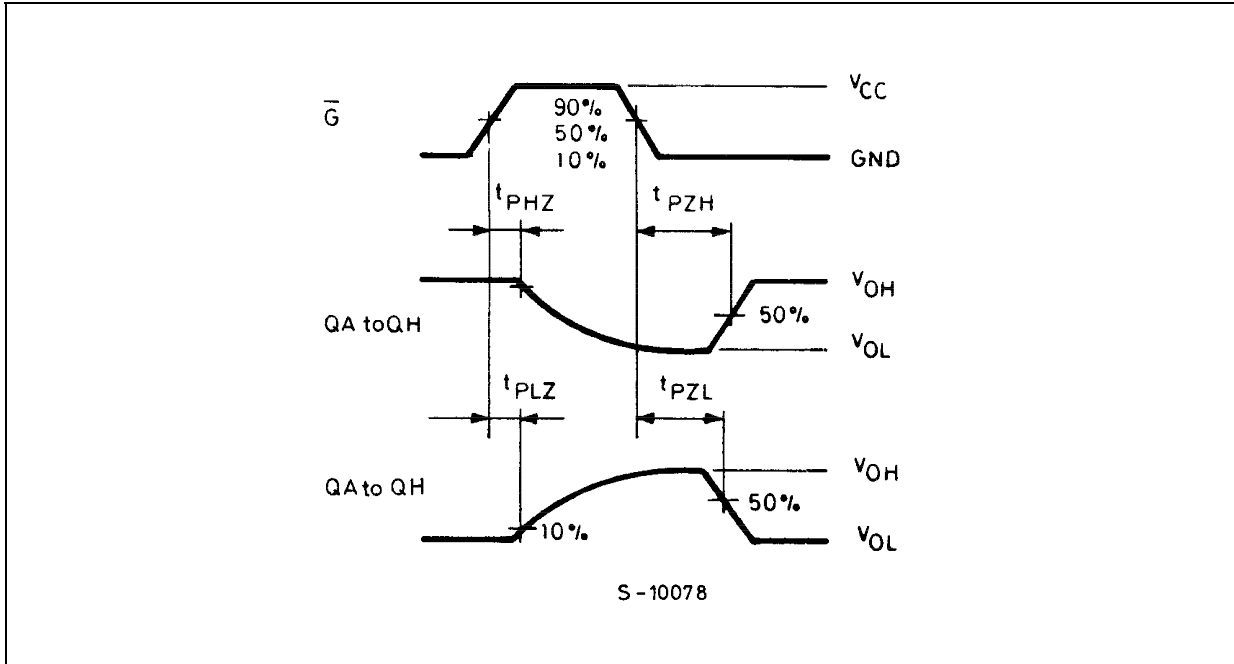 VCC
G
90%
50%
10%
GND
tPHZ
tPZH
VOH
QA to QH
50%
VOL
tPLZ
tPZL
VOH
QA to QH
50%
10%
VOL
S-10078